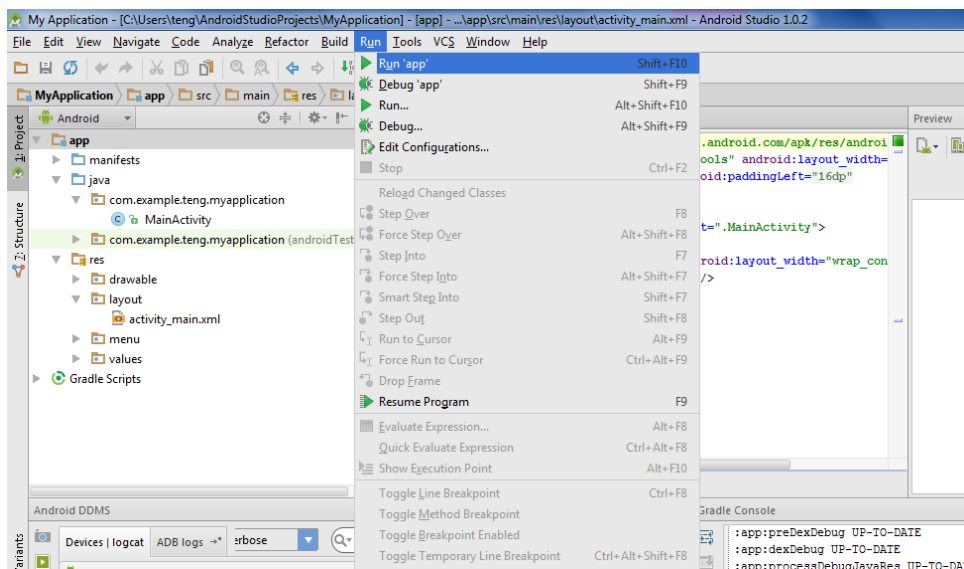 My Application - [C:\Users\teng\AndroidStudioProjects\MyApplication] - [app] - ...\app\src\main\res\layout\activity_main.xml - Android Studio 1.0.2
File Edit View Navigate Code Analyze Refactor Build Run Tools VCS Window Help
MyApplication app src main res
Android
Preview
1: Project
2: Structure
app
manifests
java
com.example.teng.myapplication
MainActivity
com.example.teng.myapplication (androidTest
res
drawable
layout
activity_main.xml
menu
values
Gradle Scripts
Run 'app' Shift+F10
Debug 'app' Shift+F9
Run... Alt+Shift+F10
Debug... Alt+Shift+F9
Edit Configurations...
Stop Ctrl+F2
Reload Changed Classes
Step Over F8
Force Step Over Alt+Shift+F8
Step Into F7
Force Step Into Alt+Shift+F7
Smart Step Into Shift+F7
Step Out Shift+F8
Run to Cursor Alt+F9
Force Run to Cursor Ctrl+Alt+F9
Drop Frame
Resume Program F9
Evaluate Expression... Alt+F8
Quick Evaluate Expression Ctrl+Alt+F8
Show Execution Point Alt+F10
Toggle Line Breakpoint Ctrl+F8
Toggle Method Breakpoint
Toggle Breakpoint Enabled
Toggle Temporary Line Breakpoint Ctrl+Alt+Shift+F8
.android.com/apk/res/androi
ools" android:layout_width=
oid:paddingLeft="16dp"
t=".MainActivity">
roid:layout_width="wrap_con
/>
Android DDMS
Devices | logcat ADB logs erbose
ariants
Gradle Console
:app:preDexDebug UP-TO-DATE
:app:dexDebug UP-TO-DATE
:app:processDebugJavaRes UP-TO-DA